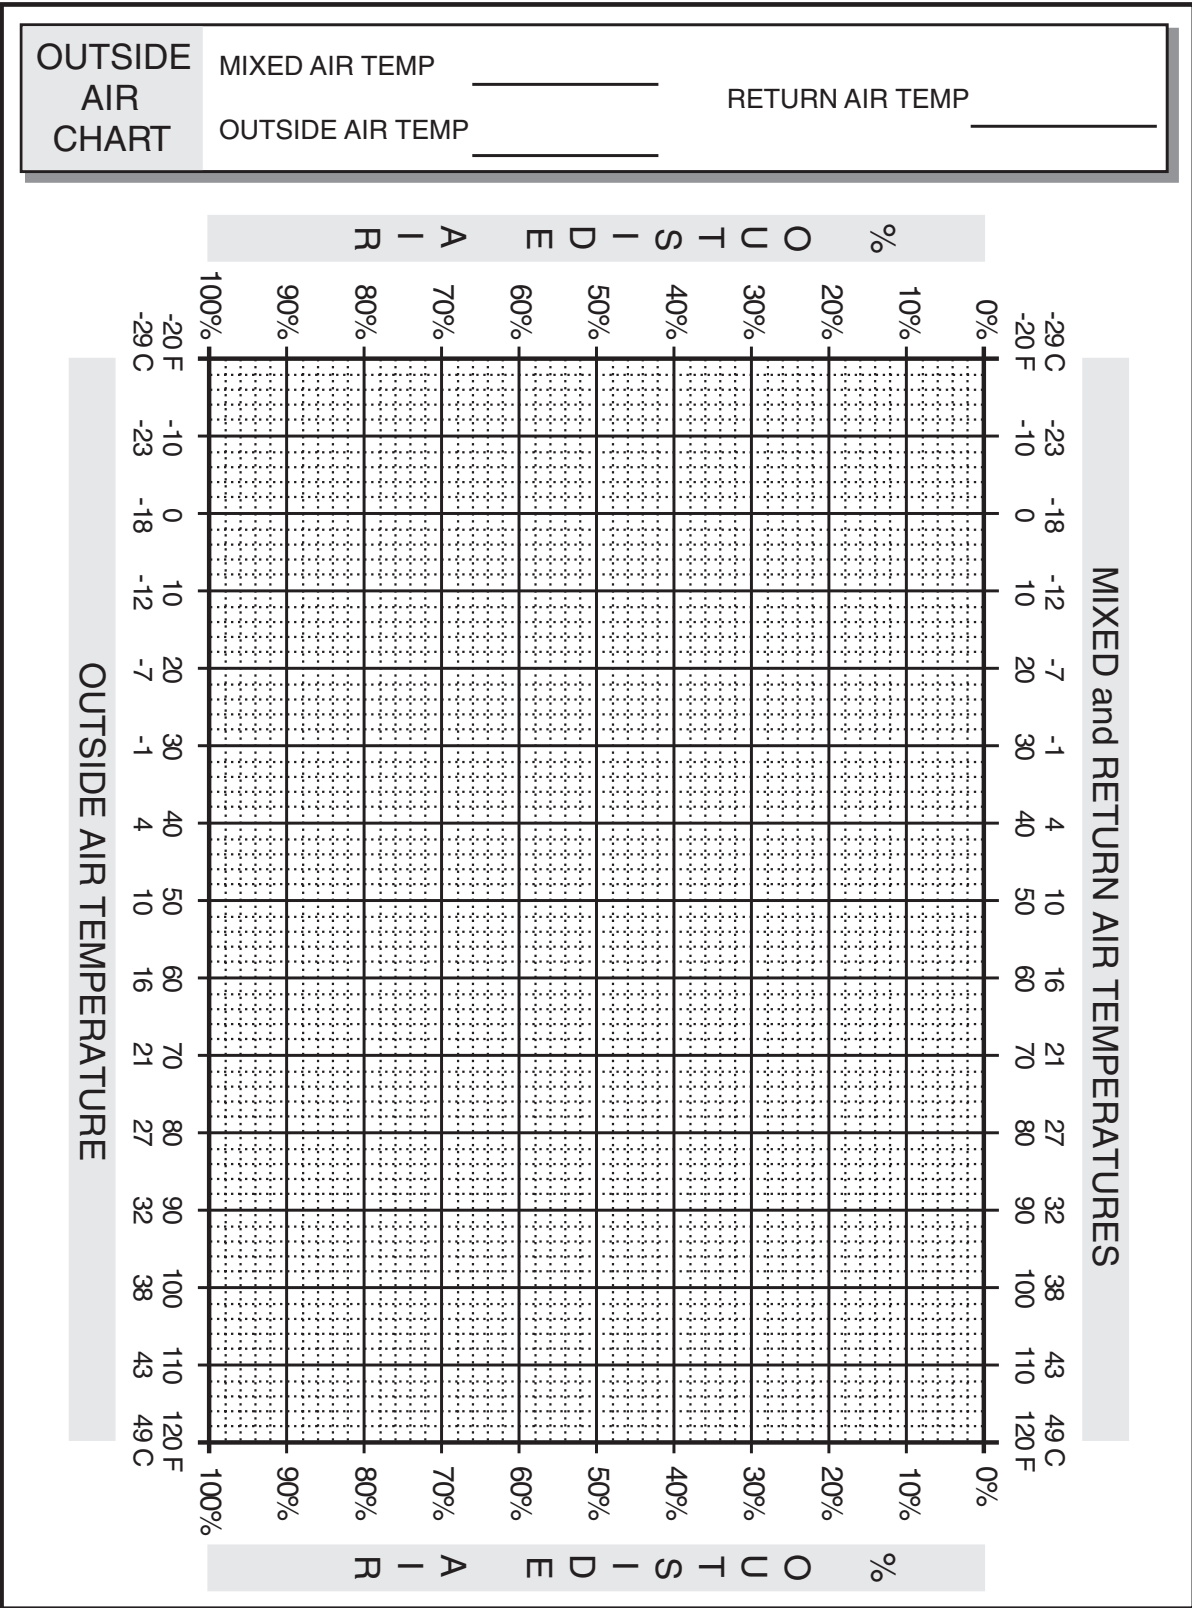 OUTSIDE
AIR
CHART
MIXED AIR TEMP
OUTSIDE AIR TEMP
RETURN AIR TEMP
% OUTSIDE AIR
0% 10% 20% 30% 40% 50% 60% 70% 80% 90% 100%
MIXED and RETURN AIR TEMPERATURES
-29 C -23 -18 -12 -7 -1 4 10 16 21 27 32 38 43 49 C
-20 F -10 0 10 20 30 40 50 60 70 80 90 100 110 120 F
-20 F -10 0 10 20 30 40 50 60 70 80 90 100 110 120 F
-29 C -23 -18 -12 -7 -1 4 10 16 21 27 32 38 43 49 C
OUTSIDE AIR TEMPERATURE
0% 10% 20% 30% 40% 50% 60% 70% 80% 90% 100%
% OUTSIDE AIR